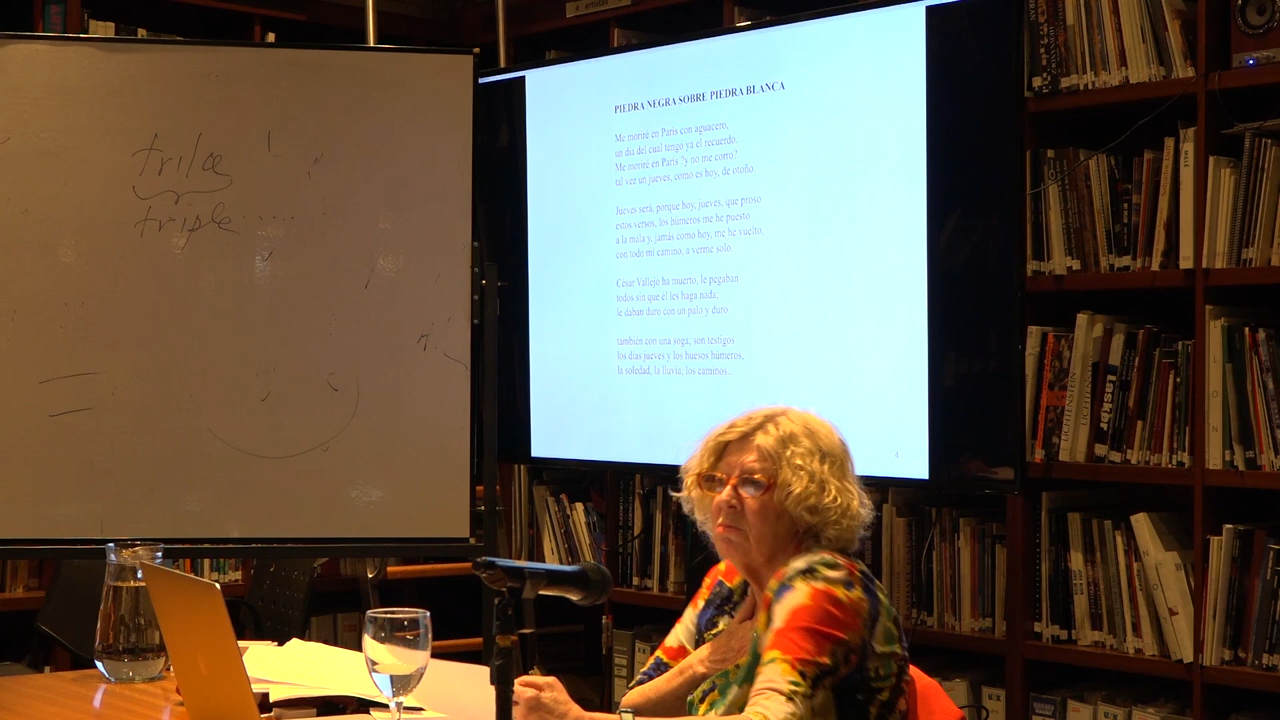 trilce
triple......
PIEDRA NEGRA SOBRE PIEDRA BLANCA
Me moriré en París con aguacero,
un día del cual tengo ya el recuerdo.
Me moriré en París ?y no me corro?
tal vez un jueves, como es hoy, de otoño.
Jueves será, porque hoy, jueves, que proso
estos versos, los húmeros me he puesto
a la mala y, jamás como hoy, me he vuelto,
con todo mi camino, a verme solo.
César Vallejo ha muerto, le pegaban
todos sin que él les haga nada;
le daban duro con un palo y duro
también con una soga; son testigos
los días jueves y los huesos húmeros,
la soledad, la lluvia, los caminos...
4
LICHTENSTEIN
Lasker